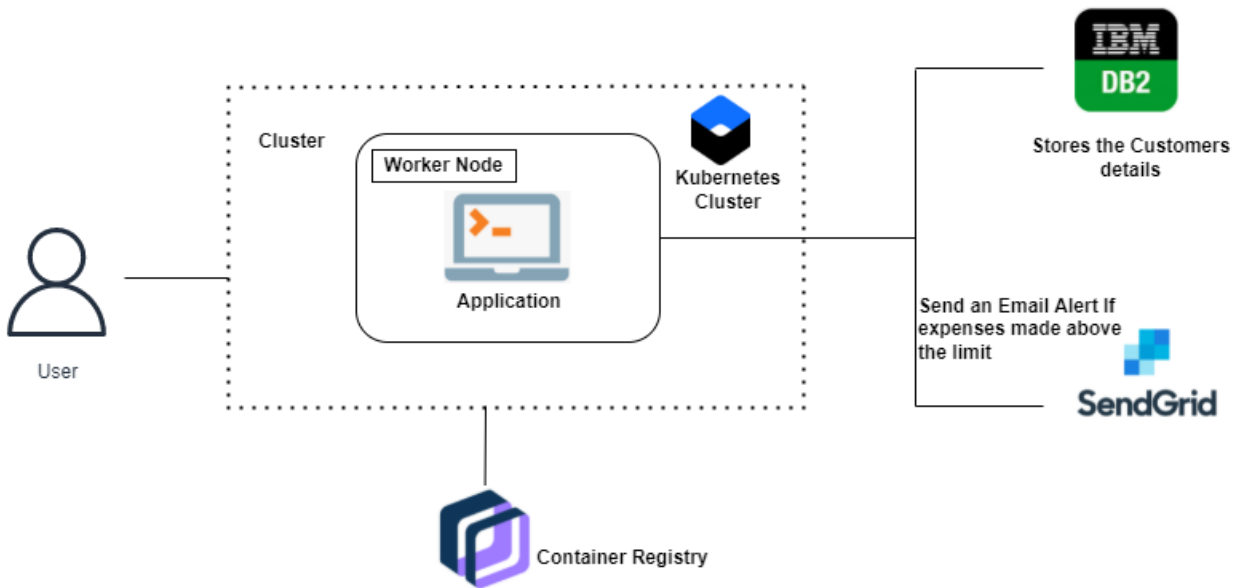 IBM
DB2
Stores the Customers
details
Cluster
Worker Node
Kubernetes
Cluster
Application
User
Send an Email Alert If
expenses made above
the limit
SendGrid
Container Registry